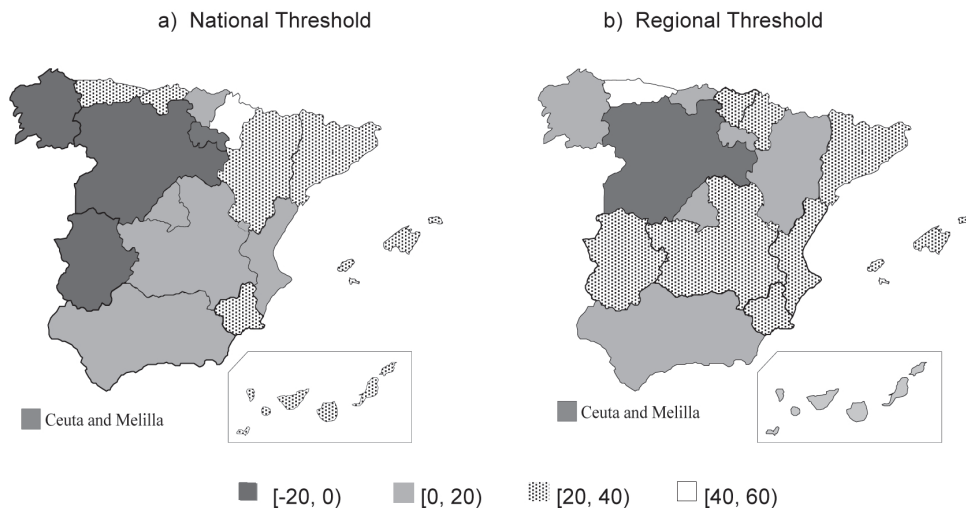 a) National Threshold
b) Regional Threshold
Ceuta and Melilla
Ceuta and Melilla
[-20, 0)
[0, 20)
[20, 40)
[40, 60)